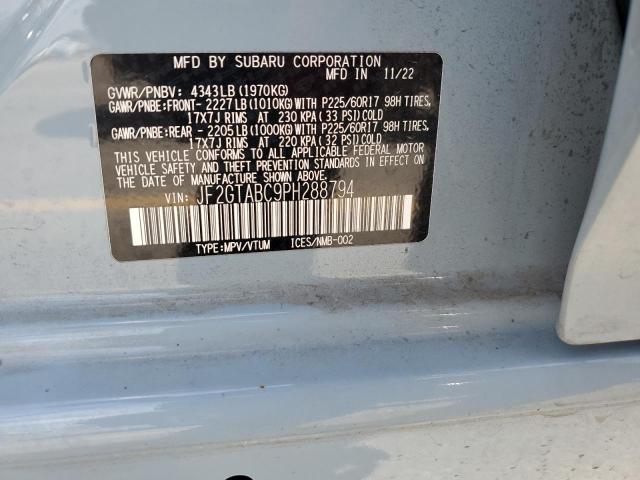 MFD BY SUBARU CORPORATION
MFD IN 11/22
GVWR/PNBV: 4343LB (1970KG)
GAWR/PNBE:FRONT- 2227LB(1010KG)WITH P225/60R17 98H TIRES,
17X7J RIMS AT 230 KPA(33 PSI)COLD
GAWR/PNBE:REAR - 2205LB(1000KG)WITH P225/60R17 98H TIRES,
17X7J RIMS AT 220 KPA(32 PSI)COLD
THIS VEHICLE CONFORMS TO ALL APPLICABLE FEDERAL MOTOR
VEHICLE SAFETY AND THEFT PREVENTION STANDARDS IN EFFECT ON
THE DATE OF MANUFACTURE SHOWN ABOVE.
VIN: JF2GTABC9PH288794
TYPE:MPV/VTUM ICES/NMB-002